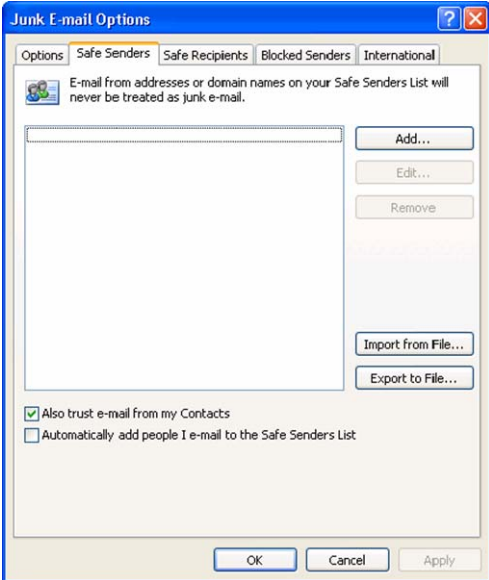 Junk E-mail Options
Options Safe Senders Safe Recipients Blocked Senders International
E-mail from addresses or domain names on your Safe Senders List will
never be treated as junk e-mail.
Add...
Edit...
Remove
Import from File...
Export to File...
Also trust e-mail from my Contacts
Automatically add people I e-mail to the Safe Senders List
OK Cancel Apply